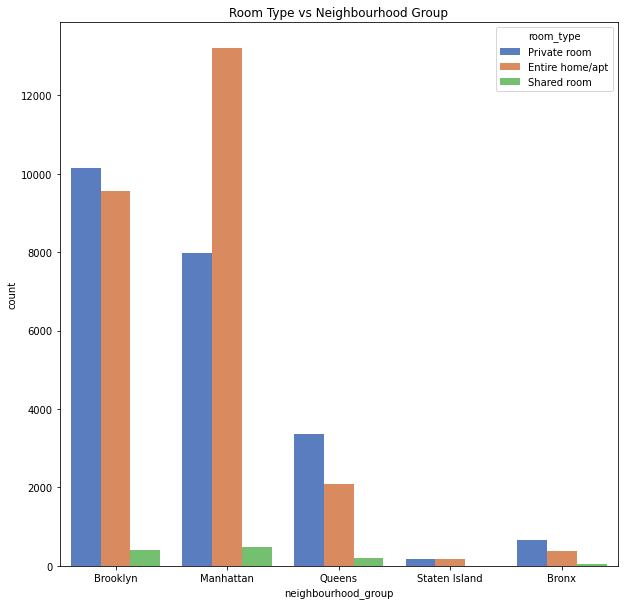 Room Type vs Neighbourhood Group
room_type
Private room
Entire home/apt
Shared room
12000
10000
8000
6000
4000
2000
0
count
Brooklyn Manhattan Queens Staten Island Bronx
neighbourhood_group